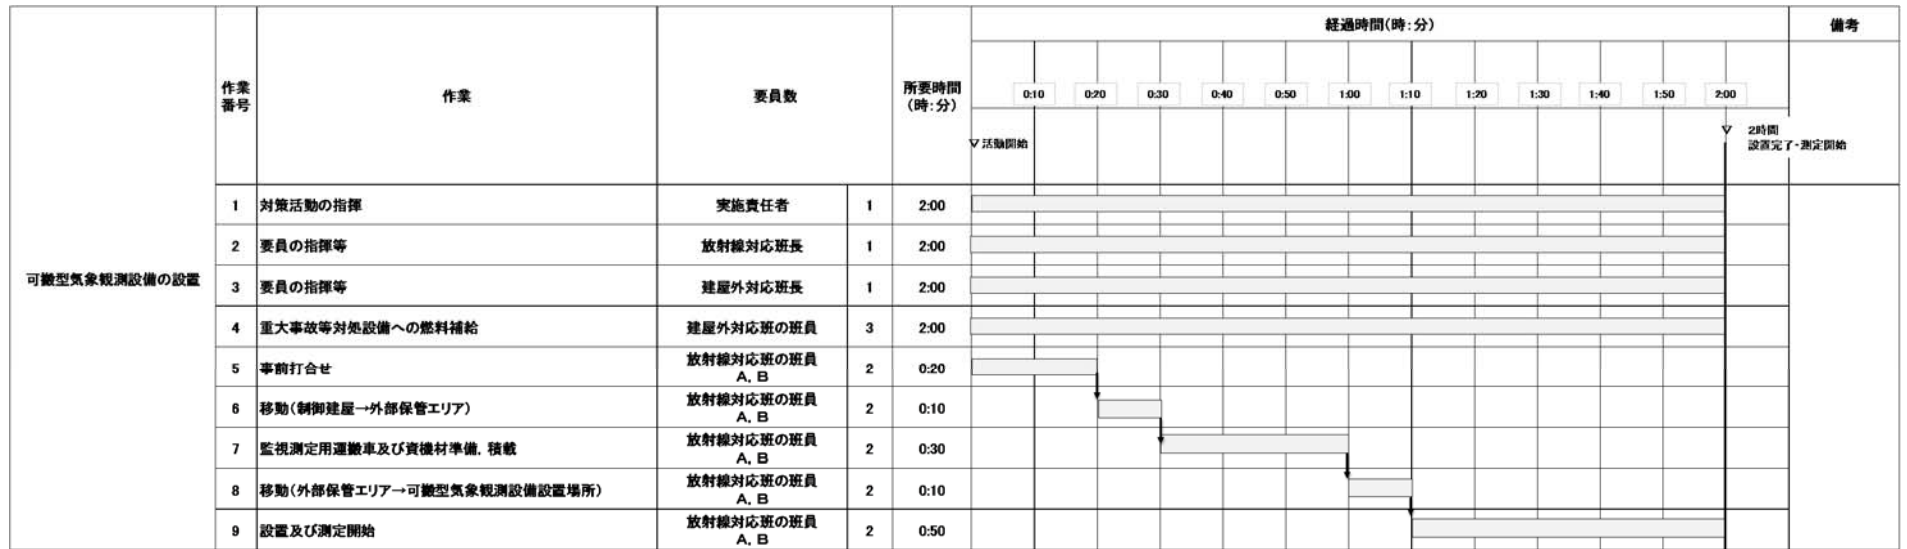 経過時間(時:分)
備考
作業
番号
作業
要員数
所要時間
(時:分)
0:10
0:20
0:30
0:40
0:50
1:00
1:10
1:20
1:30
1:40
1:50
2:00
▽活動開始
▽ 2時間
設置完了・測定開始
可搬型気象観測設備の設置
1 対策活動の指揮 実施責任者 1 2:00
2 要員の指揮等 放射線対応班長 1 2:00
3 要員の指揮等 建屋外対応班長 1 2:00
4 重大事故等対処設備への燃料補給 建屋外対応班の班員 3 2:00
5 事前打合せ 放射線対応班の班員 2 0:20
A, B
6 移動(制御建屋→外部保管エリア) 放射線対応班の班員 2 0:10
A, B
7 監視測定用運搬車及び資機材準備, 積載 放射線対応班の班員 2 0:30
A, B
8 移動(外部保管エリア→可搬型気象観測設備設置場所) 放射線対応班の班員 2 0:10
A, B
9 設置及び測定開始 放射線対応班の班員 2 0:50
A, B